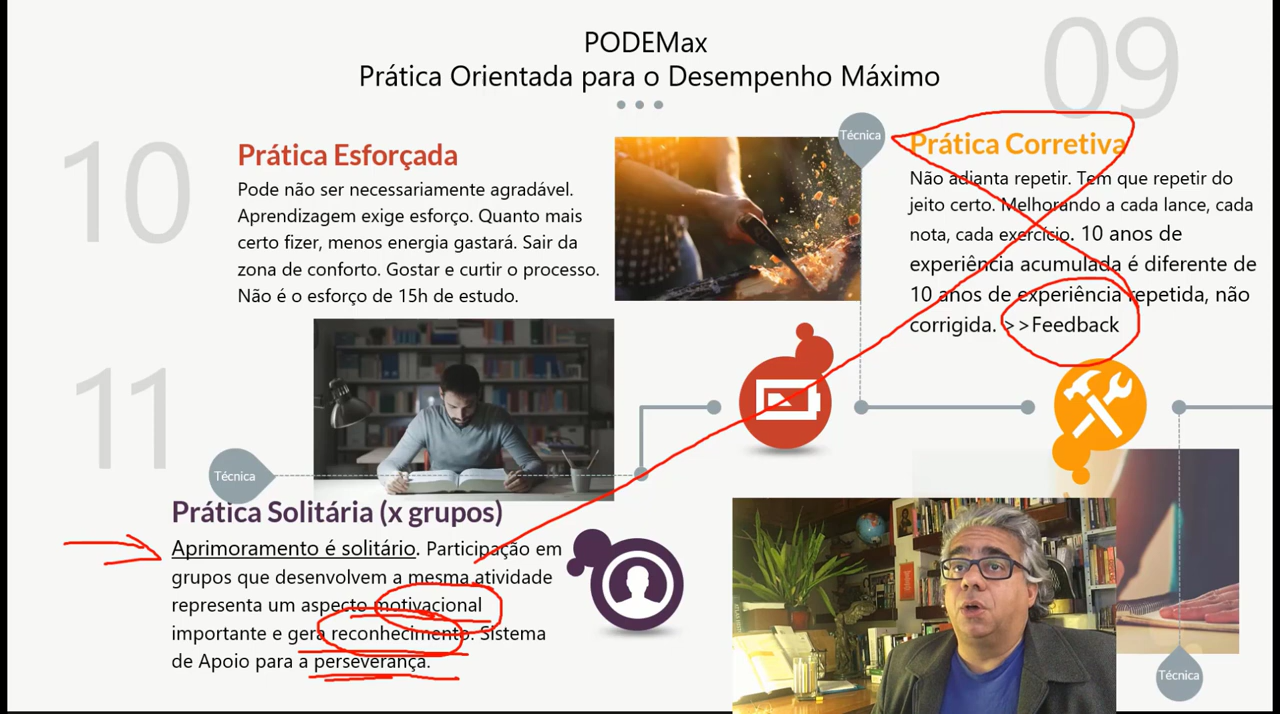 PODEMax
Prática Orientada para o Desempenho Máximo
09
Técnica
Prática Corretiva
Não adianta repetir. Tem que repetir do
jeito certo. Melhorando a cada lance, cada
nota, cada exercício. 10 anos de
experiência acumulada é diferente de
10 anos de experiência repetida, não
corrigida. >>Feedback
10
Prática Esforçada
Pode não ser necessariamente agradável.
Aprendizagem exige esforço. Quanto mais
certo fizer, menos energia gastará. Sair da
zona de conforto. Gostar e curtir o processo.
Não é o esforço de 15h de estudo.
11
Técnica
Prática Solitária (x grupos)
Aprimoramento é solitário. Participação em
grupos que desenvolvem a mesma atividade
representa um aspecto motivacional
importante e gera reconhecimento. Sistema
de Apoio para a perseverança.
Técnica